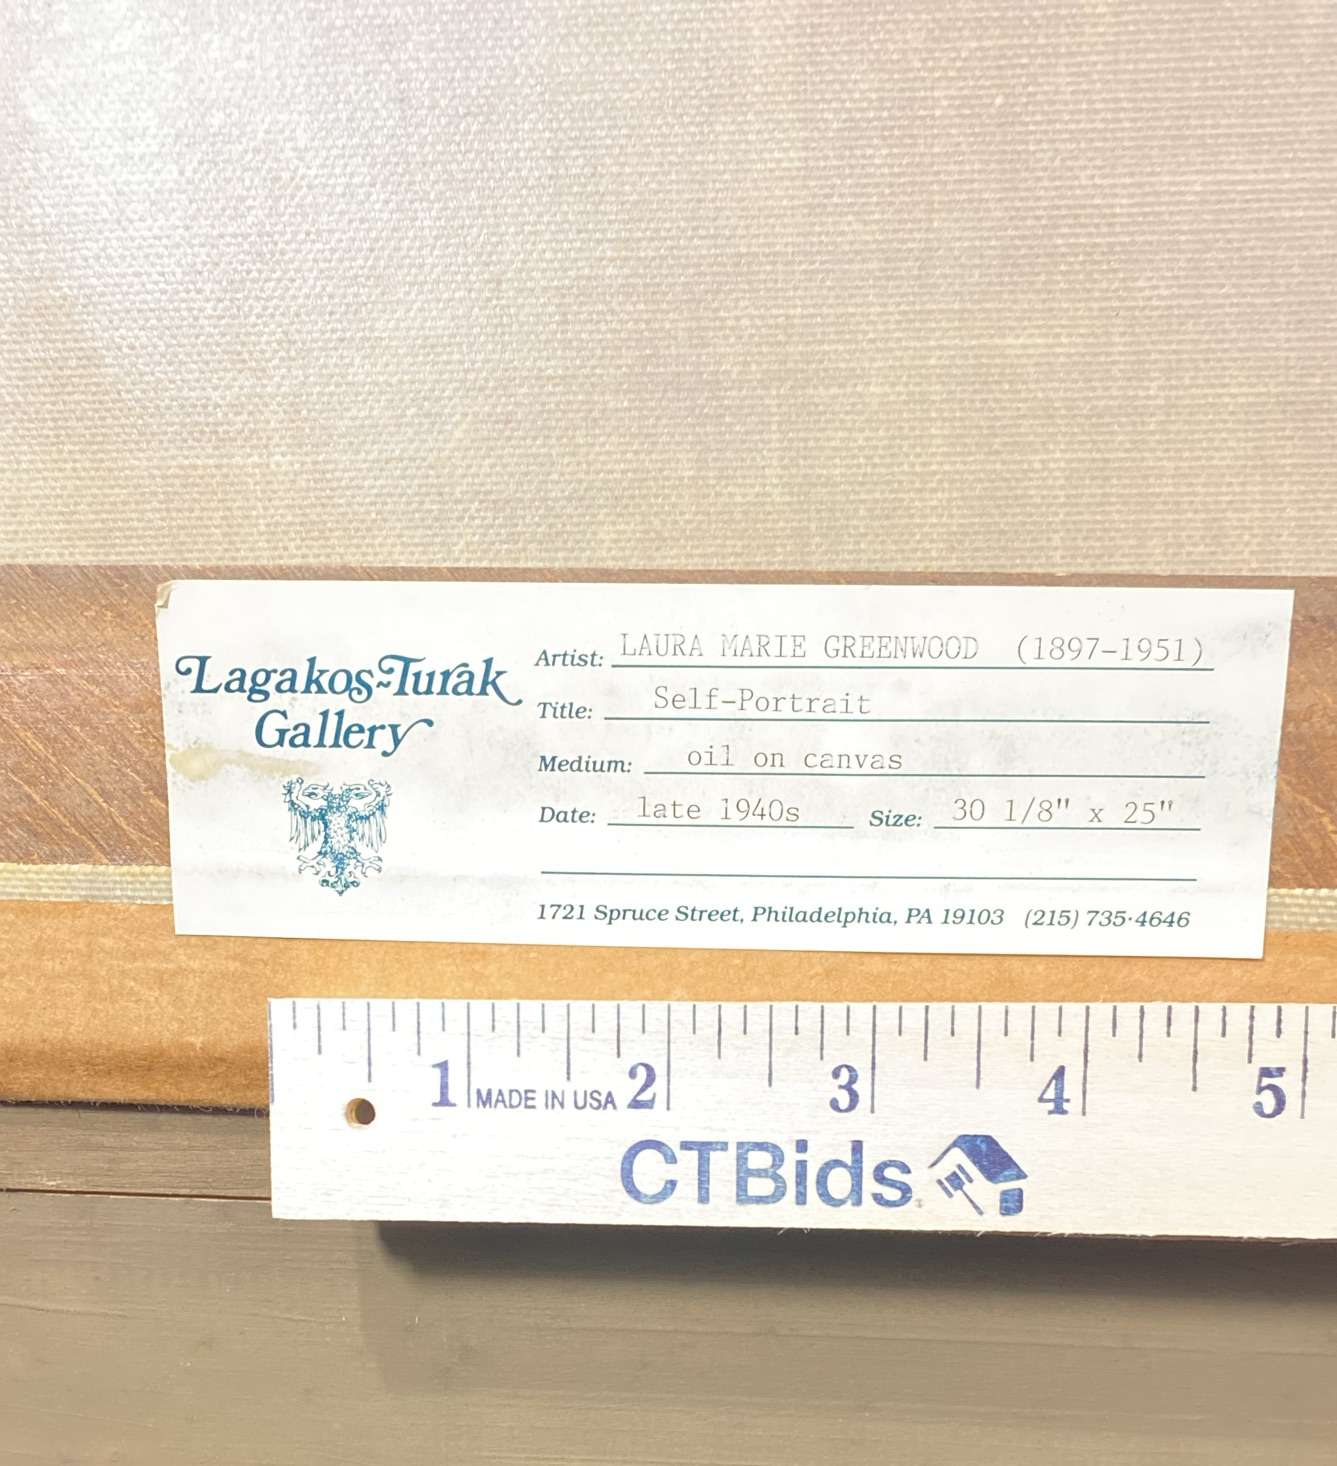 Lagakos~Turak
Gallery
Artist: LAURA MARIE GREENWOOD (1897-1951)
Title: Self-Portrait
Medium: oil on canvas
Date: late 1940s Size: 30 1/8" x 25"
1721 Spruce Street, Philadelphia, PA 19103 (215) 735·4646
1 MADE IN USA 2 3 4 5
CTBids